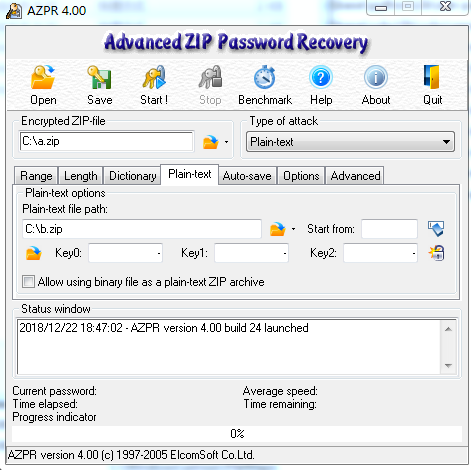 AZPR 4.00
Advanced ZIP Password Recovery
Open Save Start ! Stop Benchmark Help About Quit
Encrypted ZIP-file
C:\a.zip
Type of attack
Plain-text
Range Length Dictionary Plain-text Auto-save Options Advanced
Plain-text options
Plain-text file path:
C:\b.zip
Start from:
Key0: - Key1: - Key2: -
Allow using binary file as a plain-text ZIP archive
Status window
2018/12/22 18:47:02 - AZPR version 4.00 build 24 launched
Current password: Average speed:
Time elapsed: Time remaining:
Progress indicator
0%
AZPR version 4.00 (c) 1997-2005 ElcomSoft Co.Ltd.